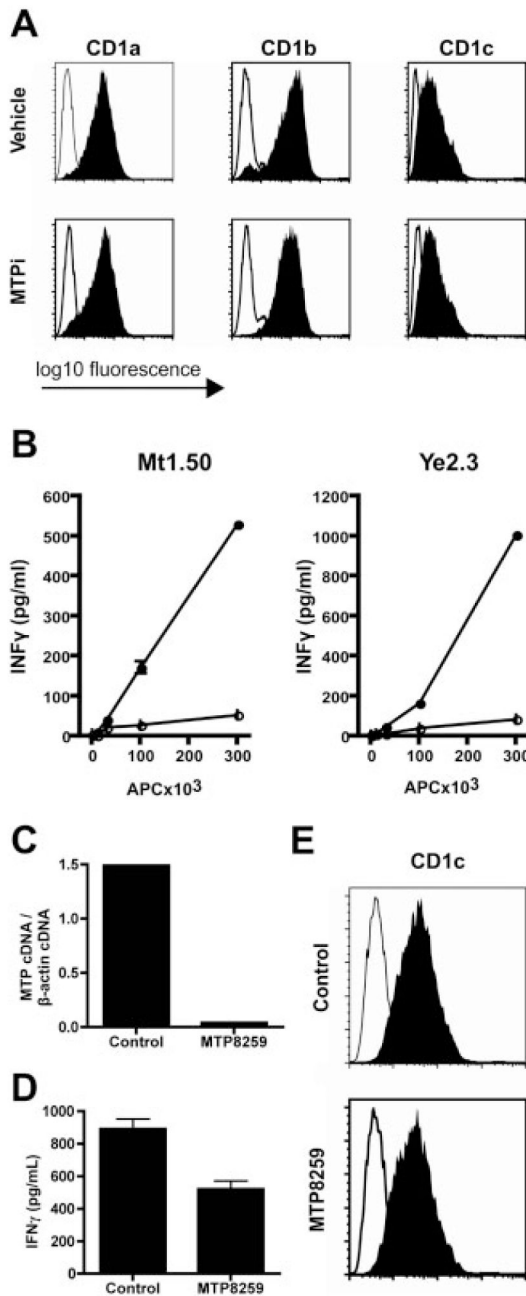 A
CD1a CD1b CD1c
Vehicle
MTPi
log10 fluorescence
B
Mt1.50 Ye2.3
INFγ (pg/ml)
600
500
400
300
200
100
0
0 100 200 300
APCx10³
INFγ (pg/ml)
1200
1000
800
600
400
200
0
0 100 200 300
APCx10³
C
MTP cDNA /
β-actin cDNA
1.5
1.0
0.5
0.0
Control MTP8259
D
IFNγ (pg/mL)
1000
800
600
400
200
0
Control MTP8259
E
CD1c
Control
MTP8259